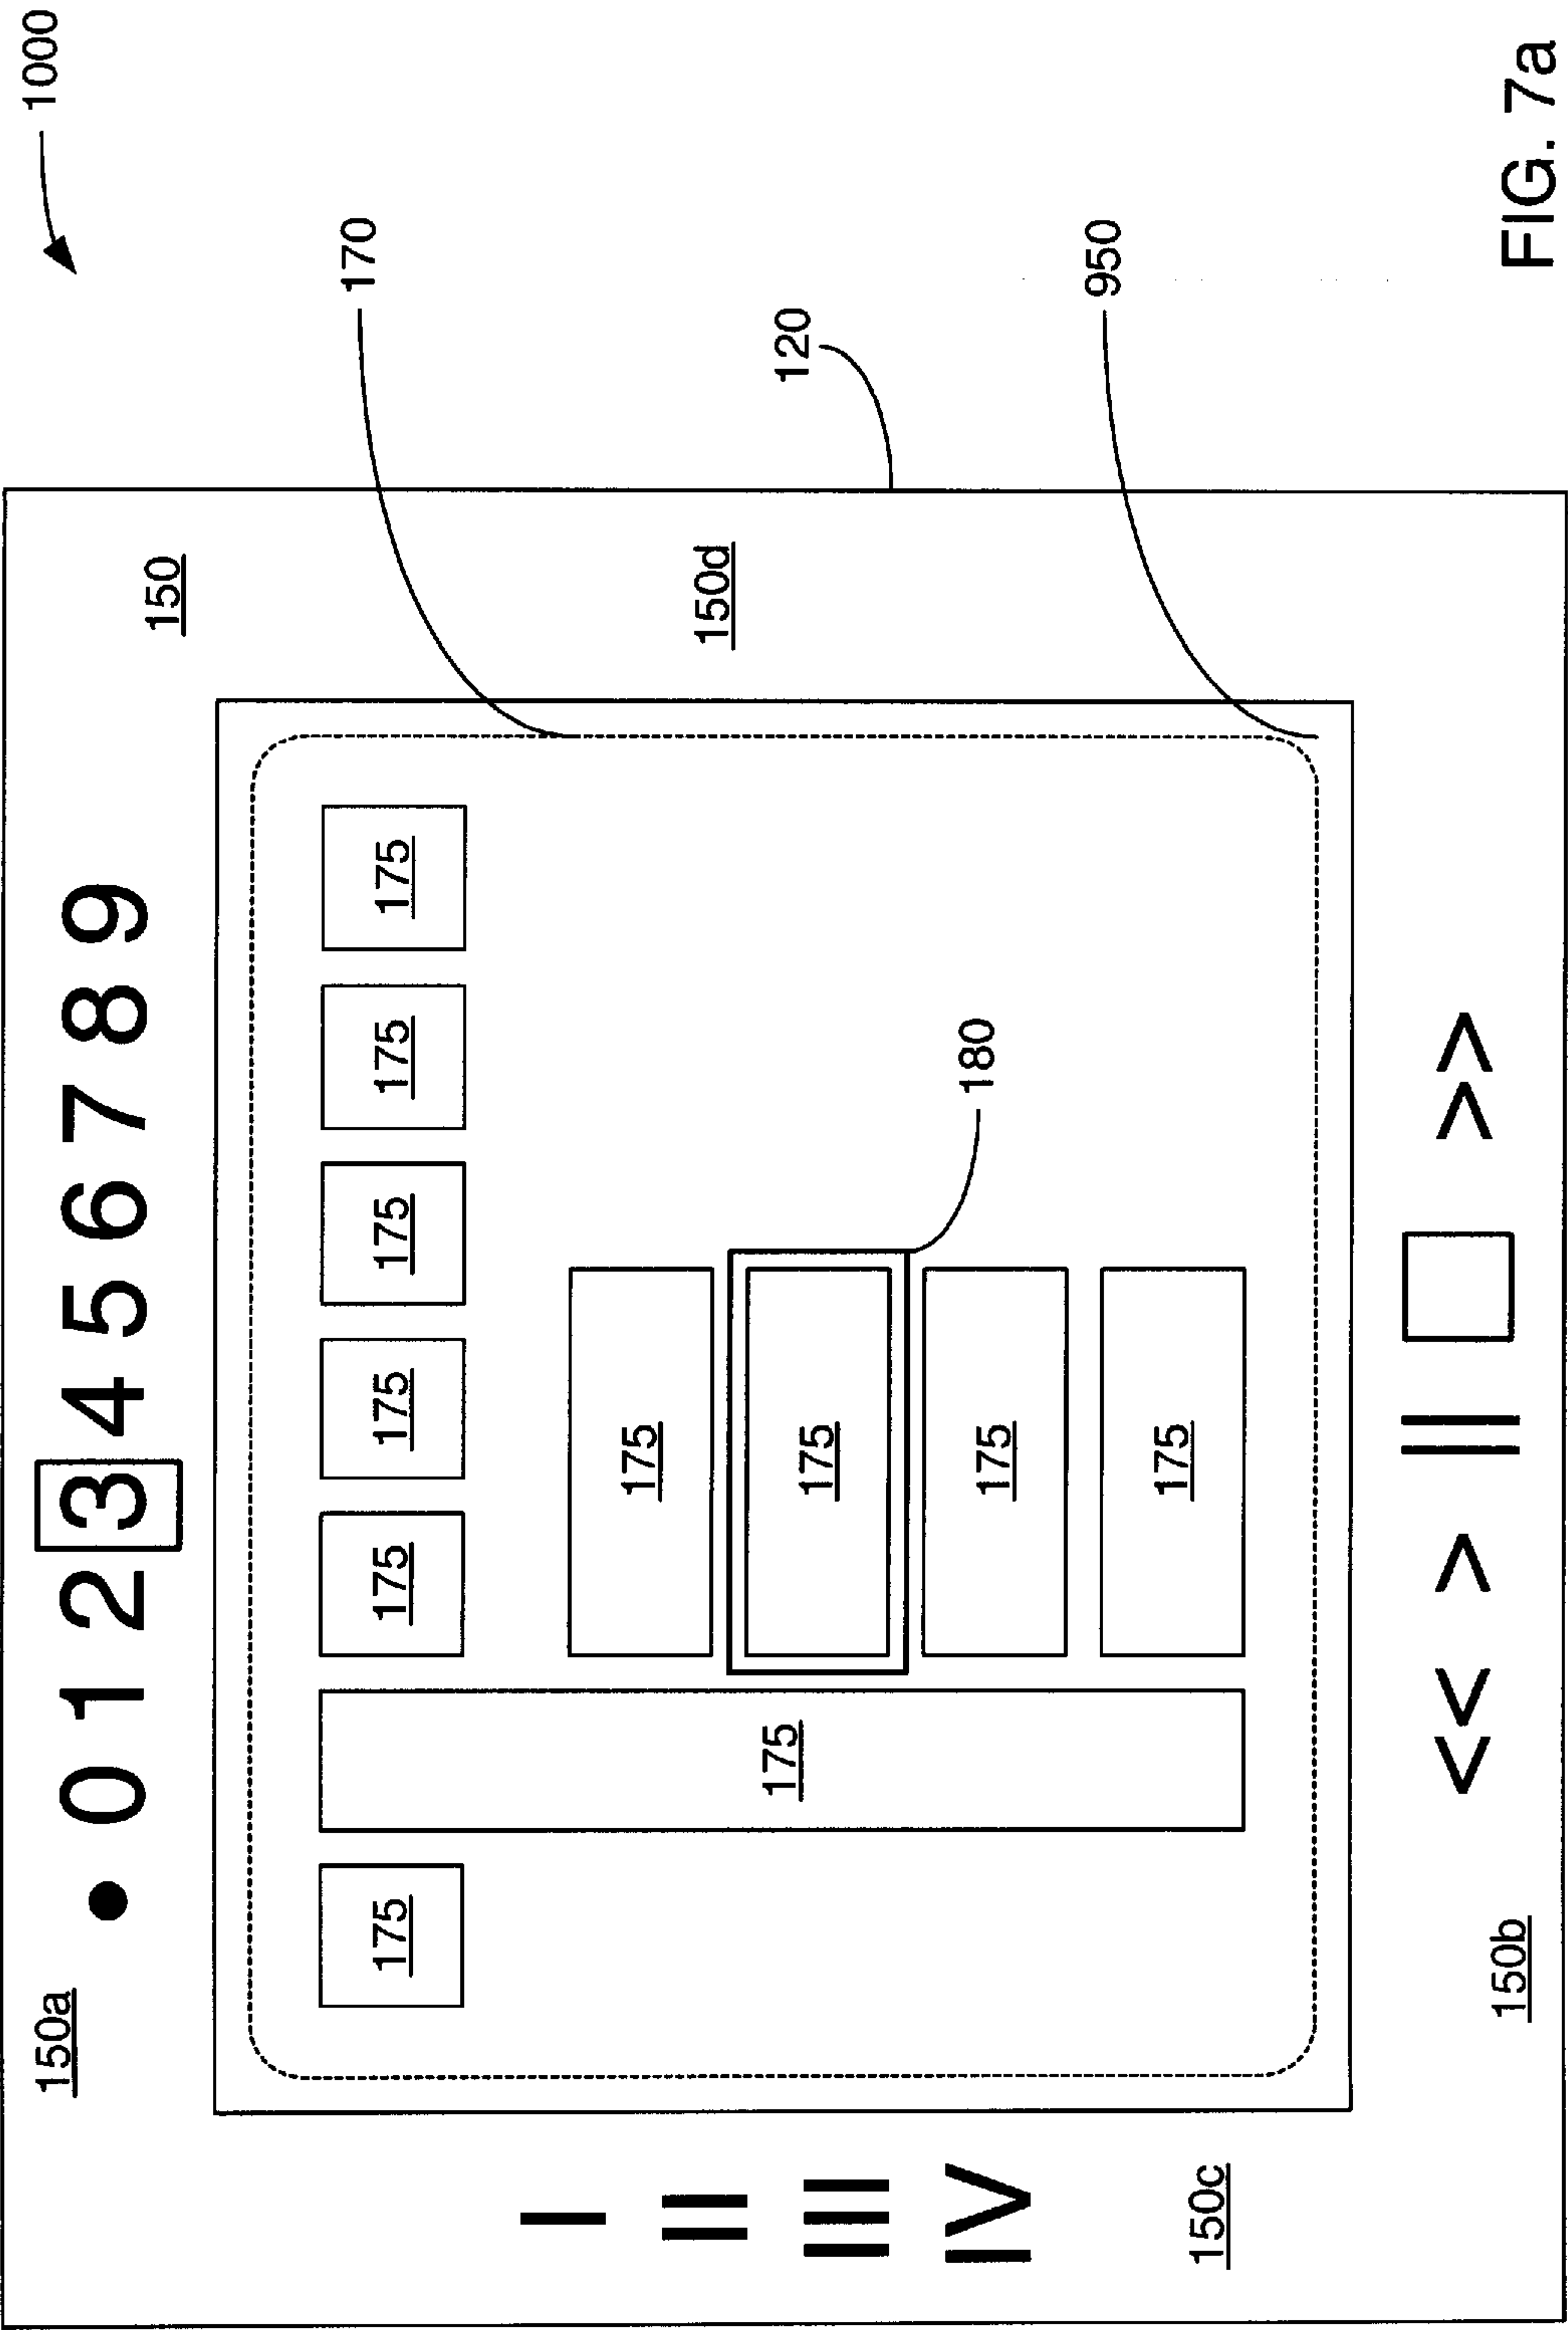 1000
150a
• 0 1 2 3 4 5 6 7 8 9
150
170
175 175 175 175 175 175
I
175
II
150d
120
175
175
III
180
IV
175
950
175
150c
<< > || □ >>
150b
FIG. 7a